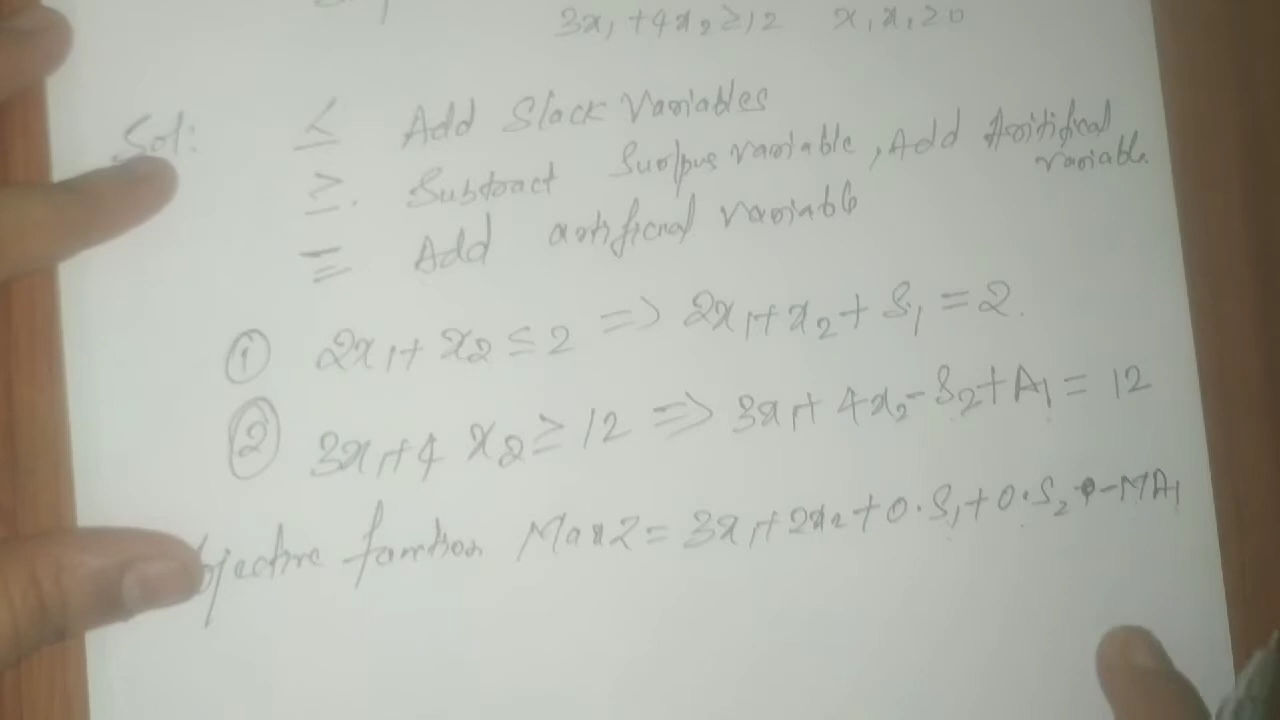 3x₁ + 4x₂ ≥ 12 x₁ x₂ ≥ 0
Sol: ≤ Add Slack Variables
≥. Subtract Surplus variable, Add Artifical variable
= Add artificial variable
① 2x₁ + x₂ ≤ 2 => 2x₁ + x₂ + S₁ = 2.
② 3x₁ + 4 x₂ ≥ 12 => 3x₁ + 4x₂ - S₂ + A₁ = 12
bjective function Max Z = 3x₁ + 2x₂ + 0.S₁ + 0.S₂ - MA₁